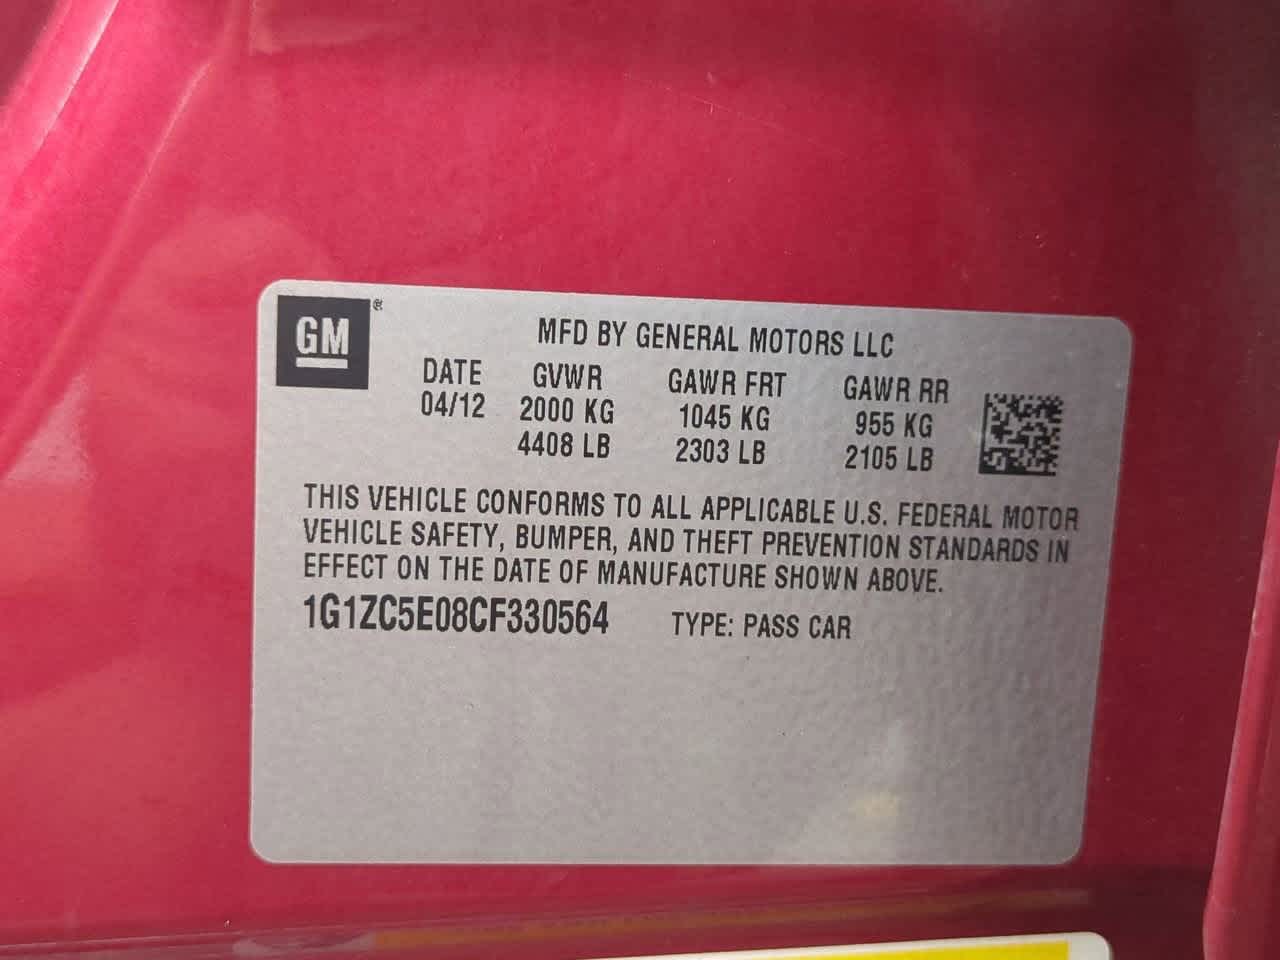 GM ®
MFD BY GENERAL MOTORS LLC
DATE GVWR GAWR FRT GAWR RR
04/12 2000 KG 1045 KG 955 KG
4408 LB 2303 LB 2105 LB
THIS VEHICLE CONFORMS TO ALL APPLICABLE U.S. FEDERAL MOTOR
VEHICLE SAFETY, BUMPER, AND THEFT PREVENTION STANDARDS IN
EFFECT ON THE DATE OF MANUFACTURE SHOWN ABOVE.
1G1ZC5E08CF330564 TYPE: PASS CAR